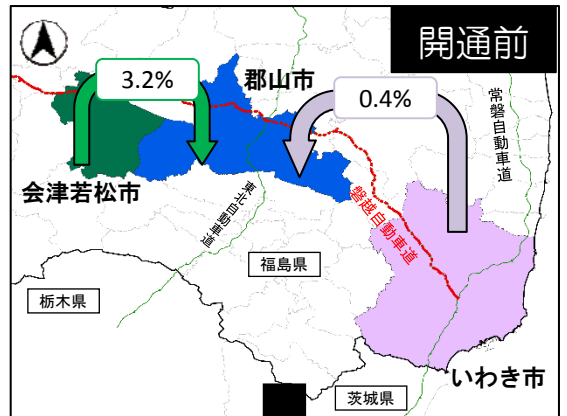 開通前
3.2%
郡山市
0.4%
常磐自動車道
会津若松市
東北自動車道
磐越自動車道
福島県
栃木県
いわき市
茨城県